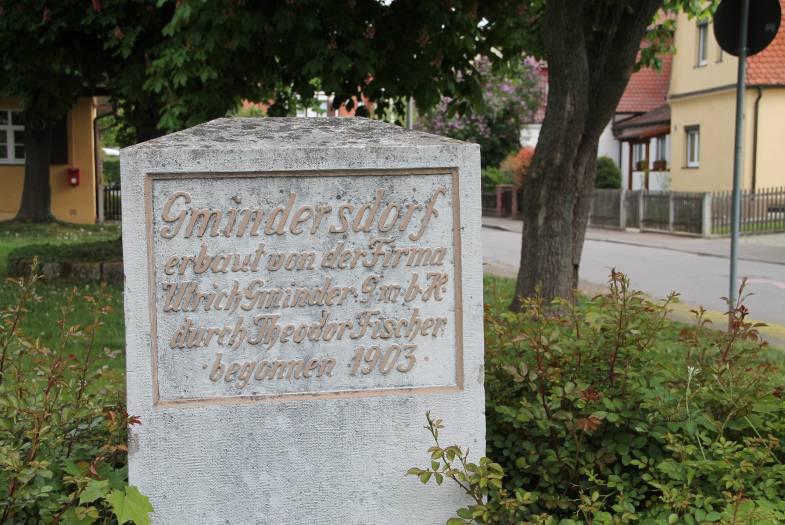 Gmindersdorf
erbaut von der Firma
Ulrich Gminder G·m·b·H
durch Theodor Fischer
· begonnen · 1903 ·